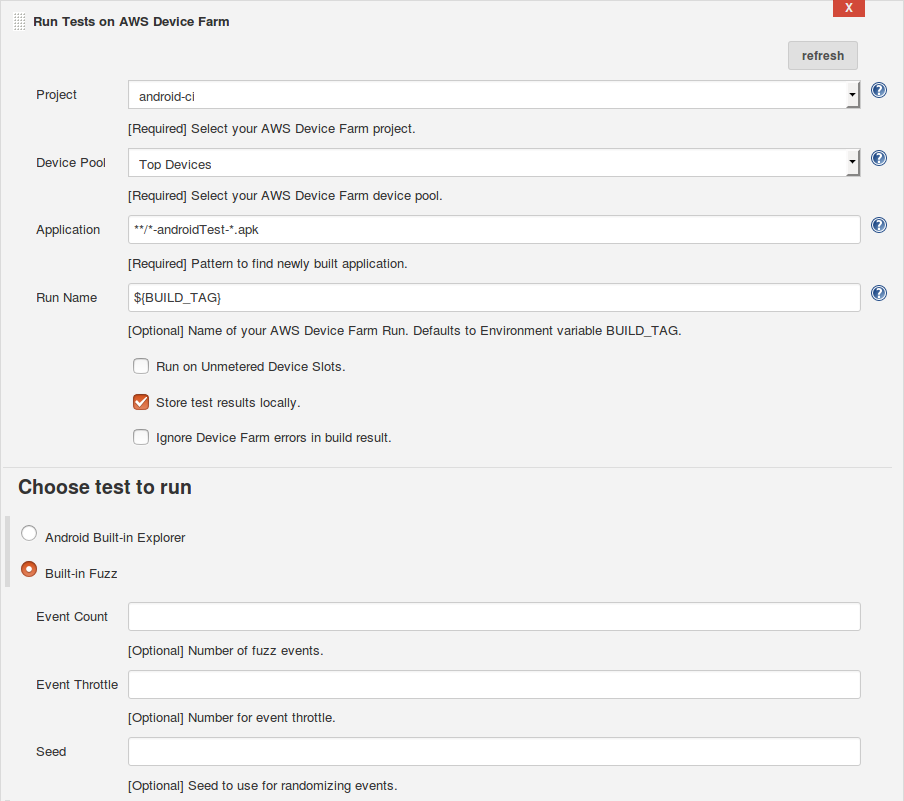 X
Run Tests on AWS Device Farm
refresh
Project android-ci ?
[Required] Select your AWS Device Farm project.
Device Pool Top Devices ?
[Required] Select your AWS Device Farm device pool.
Application **/*-androidTest-*.apk ?
[Required] Pattern to find newly built application.
Run Name ${BUILD_TAG} ?
[Optional] Name of your AWS Device Farm Run. Defaults to Environment variable BUILD_TAG.
Run on Unmetered Device Slots.
Store test results locally.
Ignore Device Farm errors in build result.
Choose test to run
Android Built-in Explorer
Built-in Fuzz
Event Count
[Optional] Number of fuzz events.
Event Throttle
[Optional] Number for event throttle.
Seed
[Optional] Seed to use for randomizing events.